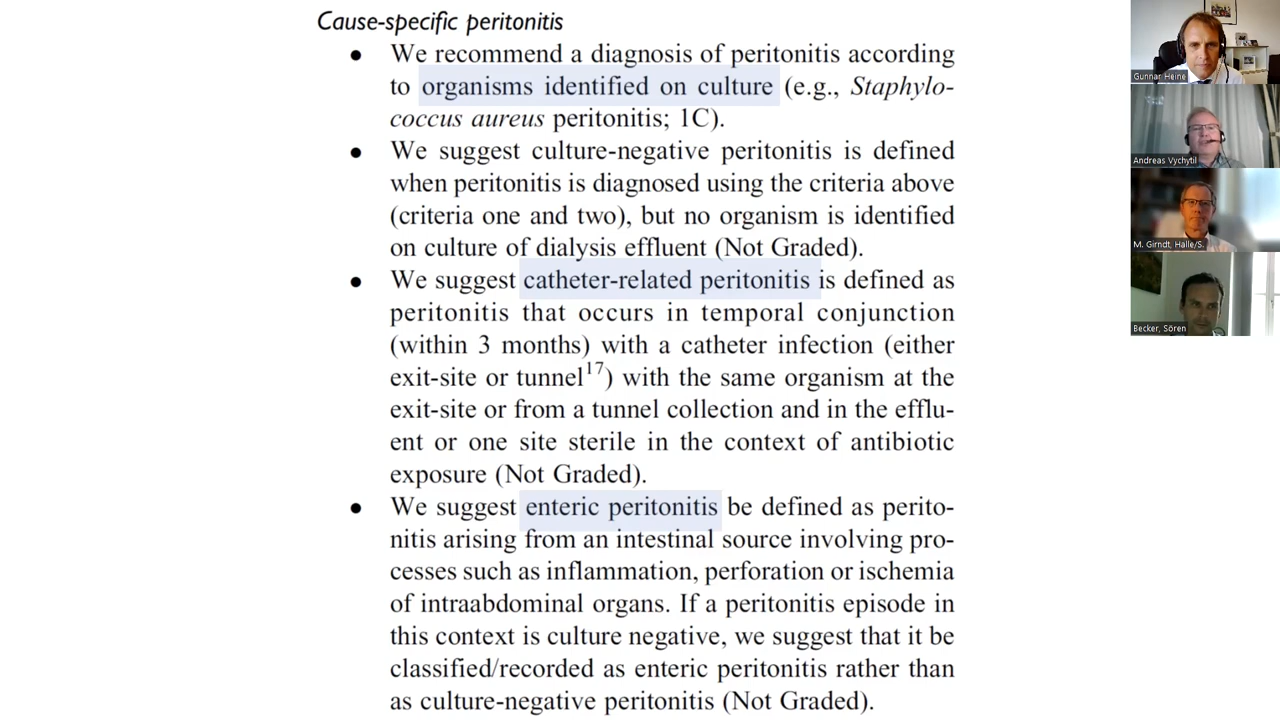 Cause-specific peritonitis
• We recommend a diagnosis of peritonitis according
to organisms identified on culture (e.g., Staphylo-
coccus aureus peritonitis; 1C).
• We suggest culture-negative peritonitis is defined
when peritonitis is diagnosed using the criteria above
(criteria one and two), but no organism is identified
on culture of dialysis effluent (Not Graded).
• We suggest catheter-related peritonitis is defined as
peritonitis that occurs in temporal conjunction
(within 3 months) with a catheter infection (either
exit-site or tunnel17) with the same organism at the
exit-site or from a tunnel collection and in the efflu-
ent or one site sterile in the context of antibiotic
exposure (Not Graded).
• We suggest enteric peritonitis be defined as perito-
nitis arising from an intestinal source involving pro-
cesses such as inflammation, perforation or ischemia
of intraabdominal organs. If a peritonitis episode in
this context is culture negative, we suggest that it be
classified/recorded as enteric peritonitis rather than
as culture-negative peritonitis (Not Graded).
Gunnar Heine
Andreas Vychytil
M. Girndt, Halle/S.
Becker, Sören